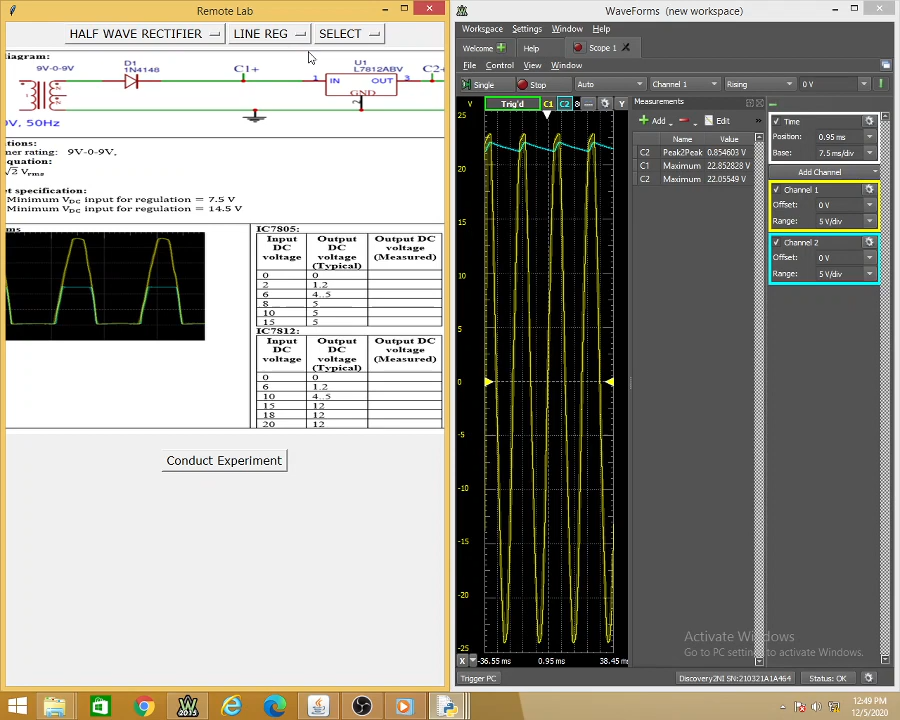 Remote Lab
HALF WAVE RECTIFIER
LINE REG
SELECT
iagram:
9V-0-9V
D1
1N4148
C1+
U1
L7812ABV
C2+
1
IN
OUT
3
GND
2
0V, 50Hz
tions:
ner rating: 9V-0-9V,
equation:
√2 Vrms
et specification:
Minimum VDC input for regulation = 7.5 V
Minimum VDC input for regulation = 14.5 V
ms
IC7805:
Input DC voltage
Output DC voltage (Typical)
Output DC voltage (Measured)
0 0
2 1.2
6 4..5
8 5
10 5
15 5
IC7812:
Input DC voltage
Output DC voltage (Typical)
Output DC voltage (Measured)
0 0
6 1.2
10 4..5
15 12
18 12
20 12
Conduct Experiment
WaveForms (new workspace)
Workspace Settings Window Help
Welcome Help Scope 1
File Control View Window
Single Stop Auto Channel 1 Rising 0 V
V Trig'd C1 C2 Y
25
20
15
10
5
0
-5
-10
-15
-20
-25
X -36.55 ms 0.95 ms 38.45 ms
Measurements
Add Edit »
Name Value
C2 Peak2Peak 0.854603 V
C1 Maximum 22.852828 V
C2 Maximum 22.05549 V
Time
Position: 0.95 ms
Base: 7.5 ms/div
Add Channel
Channel 1
Offset: 0 V
Range: 5 V/div
Channel 2
Offset: 0 V
Range: 5 V/div
Activate Windows
Go to PC settings to activate Windows.
Trigger PC
Discovery2NI SN:210321A1A464
Status: OK
2015
12:49 PM
12/5/2020